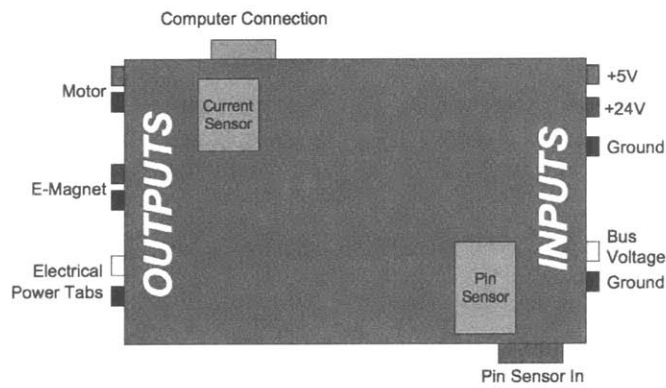 Computer Connection
Motor
E-Magnet
Electrical
Power Tabs
OUTPUTS
Current
Sensor
Pin
Sensor
INPUTS
+5V
+24V
Ground
Bus
Voltage
Ground
Pin Sensor In